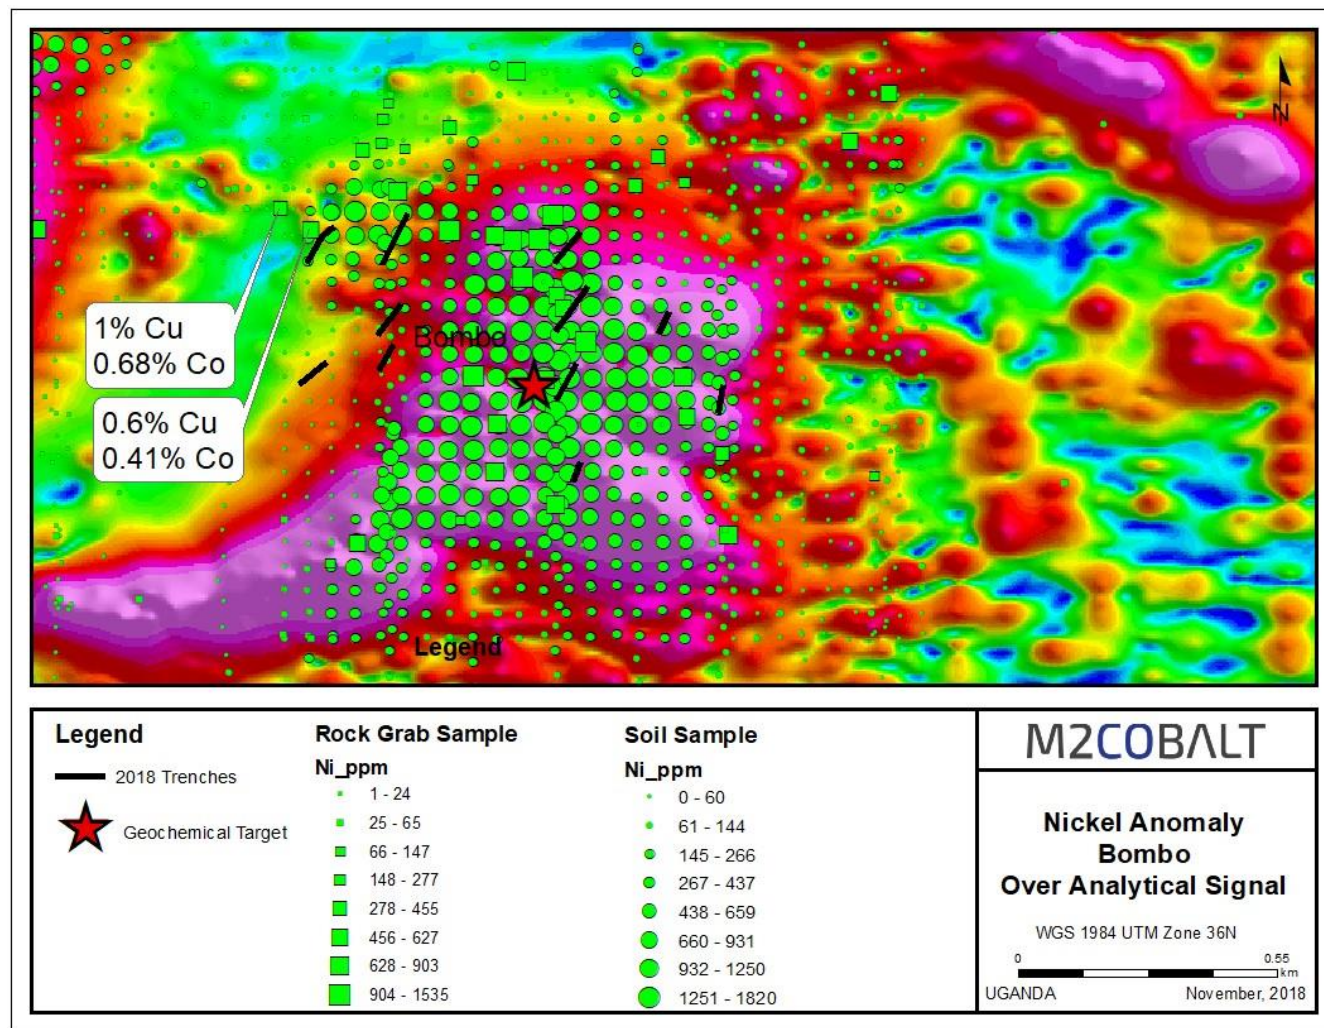 N
1% Cu
0.68% Co
0.6% Cu
0.41% Co
Bombo
Legend
Legend
2018 Trenches
Geochemical Target
Rock Grab Sample
Ni_ppm
1 - 24
25 - 65
66 - 147
148 - 277
278 - 455
456 - 627
628 - 903
904 - 1535
Soil Sample
Ni_ppm
0 - 60
61 - 144
145 - 266
267 - 437
438 - 659
660 - 931
932 - 1250
1251 - 1820
M2COBALT
Nickel Anomaly
Bombo
Over Analytical Signal
WGS 1984 UTM Zone 36N
0 0.55
km
UGANDA November, 2018